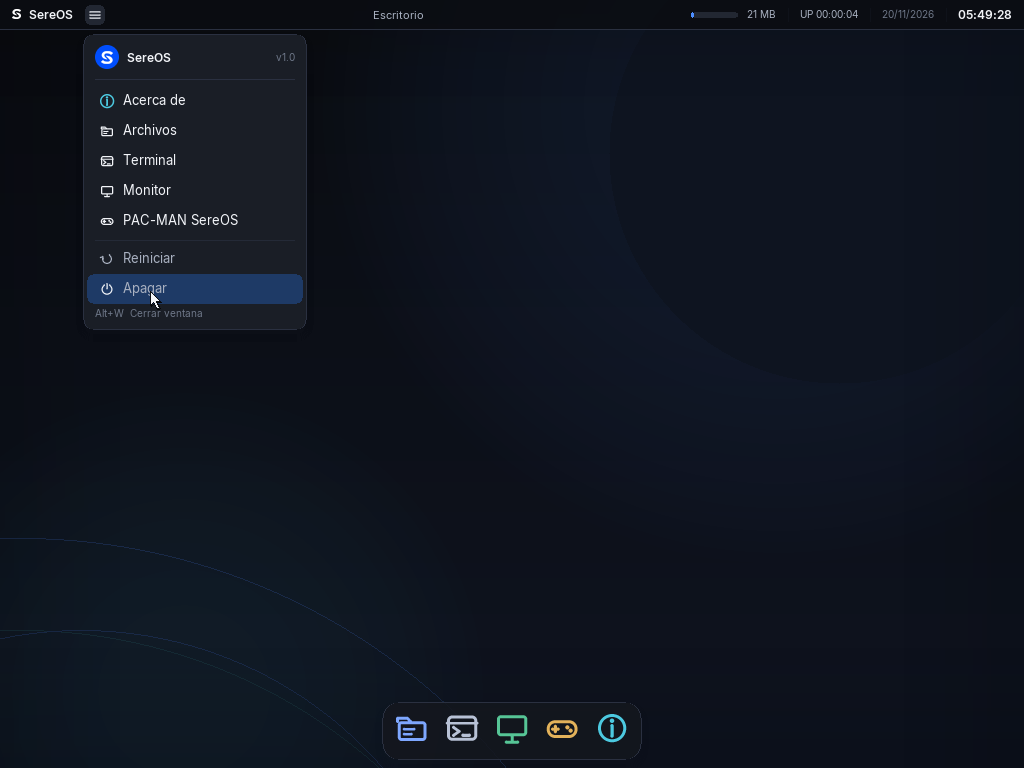 SereOS
Escritorio
21 MB
UP 00:00:04
20/11/2026
05:49:28
SereOS
v1.0
Acerca de
Archivos
Terminal
Monitor
PAC-MAN SereOS
Reiniciar
Apagar
Alt+W Cerrar ventana